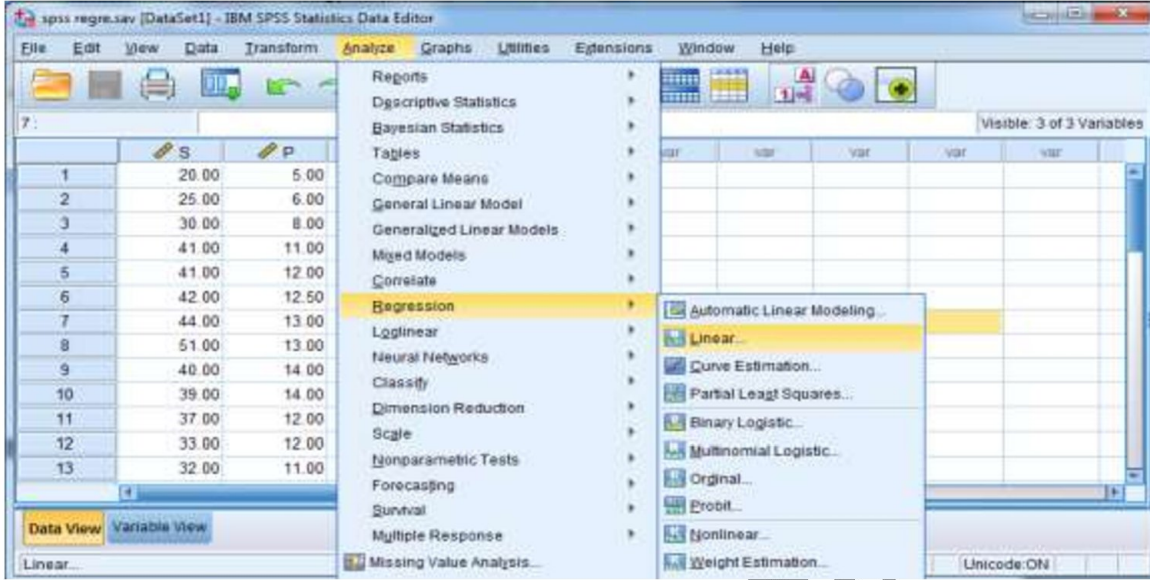 spss regre.sav [DataSet1] - IBM SPSS Statistics Data Editor
File Edit View Data Transform Analyze Graphs Utilities Extensions Window Help
7 : Visible: 3 of 3 Variables
S P var var var var var
1 20.00 5.00
2 25.00 6.00
3 30.00 8.00
4 41.00 11.00
5 41.00 12.00
6 42.00 12.50
7 44.00 13.00
8 51.00 13.00
9 40.00 14.00
10 39.00 14.00
11 37.00 12.00
12 33.00 12.00
13 32.00 11.00
Reports
Descriptive Statistics
Bayesian Statistics
Tables
Compare Means
General Linear Model
Generalized Linear Models
Mixed Models
Correlate
Regression
Loglinear
Neural Networks
Classify
Dimension Reduction
Scale
Nonparametric Tests
Forecasting
Survival
Multiple Response
Missing Value Analysis...
Automatic Linear Modeling...
Linear...
Curve Estimation...
Partial Least Squares...
Binary Logistic...
Multinomial Logistic...
Ordinal...
Probit...
Nonlinear...
Weight Estimation...
Data View Variable View
Linear... Unicode:ON